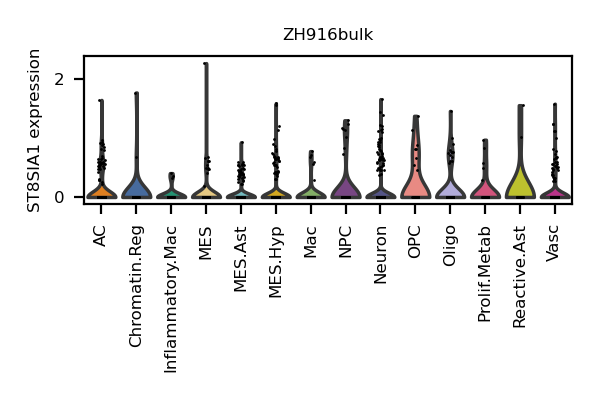 ZH916bulk
ST8SIA1 expression
2
0
AC
Chromatin.Reg
Inflammatory.Mac
MES
MES.Ast
MES.Hyp
Mac
NPC
Neuron
OPC
Oligo
Prolif.Metab
Reactive.Ast
Vasc